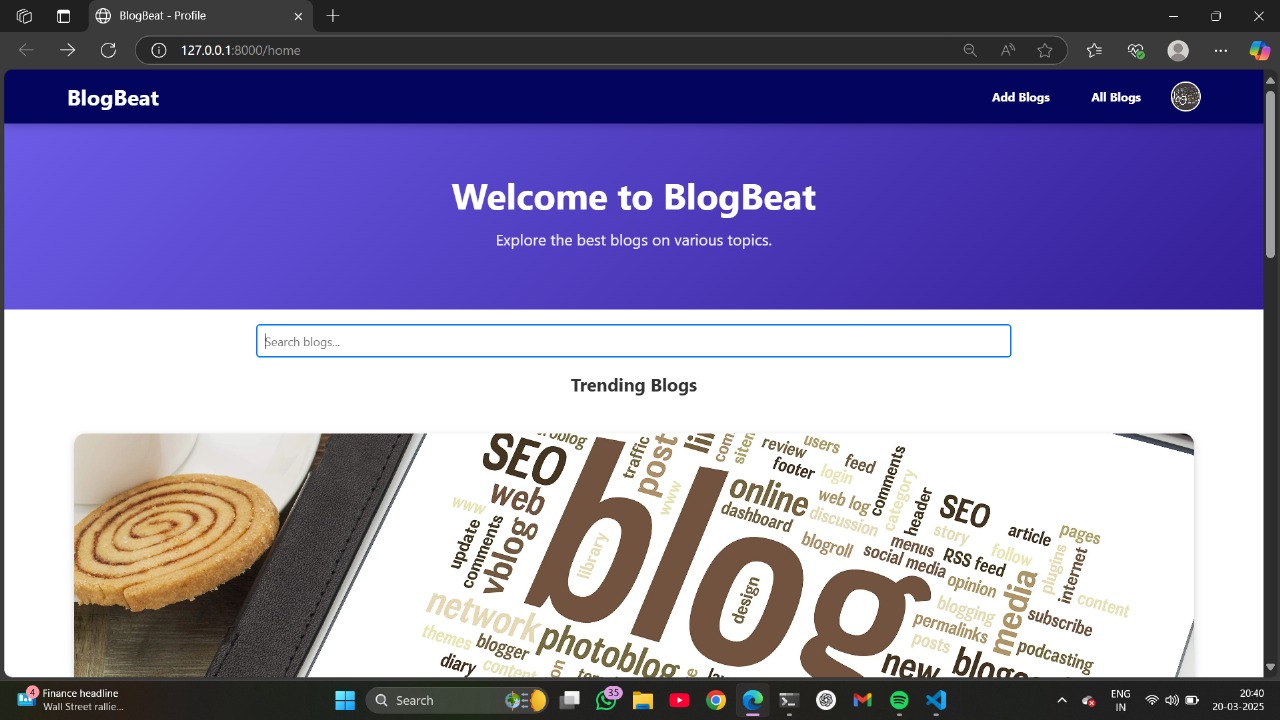 BlogBeat - Profile
127.0.0.1:8000/home
BlogBeat
Add Blogs
All Blogs
Welcome to BlogBeat
Explore the best blogs on various topics.
Search blogs...
Trending Blogs
SEO
traffic
post
www
users
review
feed
footer
login
comments
category
header
SEO
www
web
online
web log
dashboard
discussion
story
article
pages
update
comments
vblog
library
blog
blogroll
menus
social media
RSS feed
follow
plugins
internet
design
opinion
media
content
network
blogging
permalinks
subscribe
themes
blogger
photoblog
posts
podcasting
diary
content
new
4
Finance headline
Wall Street rallie...
Search
35
ENG
IN
20:40
20-03-2025